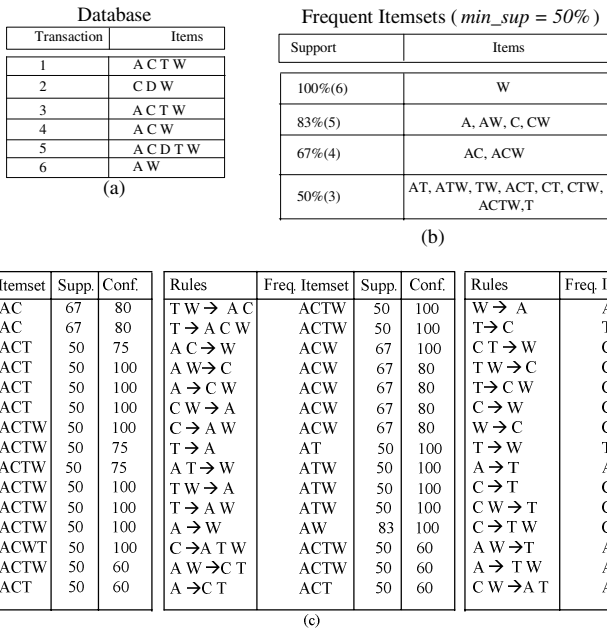 Database
Transaction Items
1 A C T W
2 C D W
3 A C T W
4 A C W
5 A C D T W
6 A W
(a)
Frequent Itemsets ( min_sup = 50% )
Support Items
100%(6) W
83%(5) A, AW, C, CW
67%(4) AC, ACW
50%(3) AT, ATW, TW, ACT, CT, CTW,
ACTW,T
(b)
Itemset Supp. Conf. Rules Freq. Itemset Supp. Conf. Rules Freq. I
AC 67 80 T W → A C ACTW 50 100 W → A A
AC 67 80 T → A C W ACTW 50 100 T → C T
ACT 50 75 A C → W ACW 67 100 C T → W C
ACT 50 100 A W → C ACW 67 80 T W → C C
ACT 50 100 A → C W ACW 67 80 T → C W C
ACT 50 100 C W → A ACW 67 80 C → W C
ACTW 50 100 C → A W ACW 67 80 W → C C
ACTW 50 75 T → A AT 50 100 T → W T
ACTW 50 75 A T → W ATW 50 100 A → T A
ACTW 50 100 T W → A ATW 50 100 C → T C
ACTW 50 100 T → A W ATW 50 100 C W → T C
ACTW 50 100 A → W AW 83 100 C → T W C
ACWT 50 100 C → A T W ACTW 50 60 A W → T A
ACTW 50 60 A W → C T ACTW 50 60 A → T W A
ACT 50 60 A → C T ACT 50 60 C W → A T A
(c)